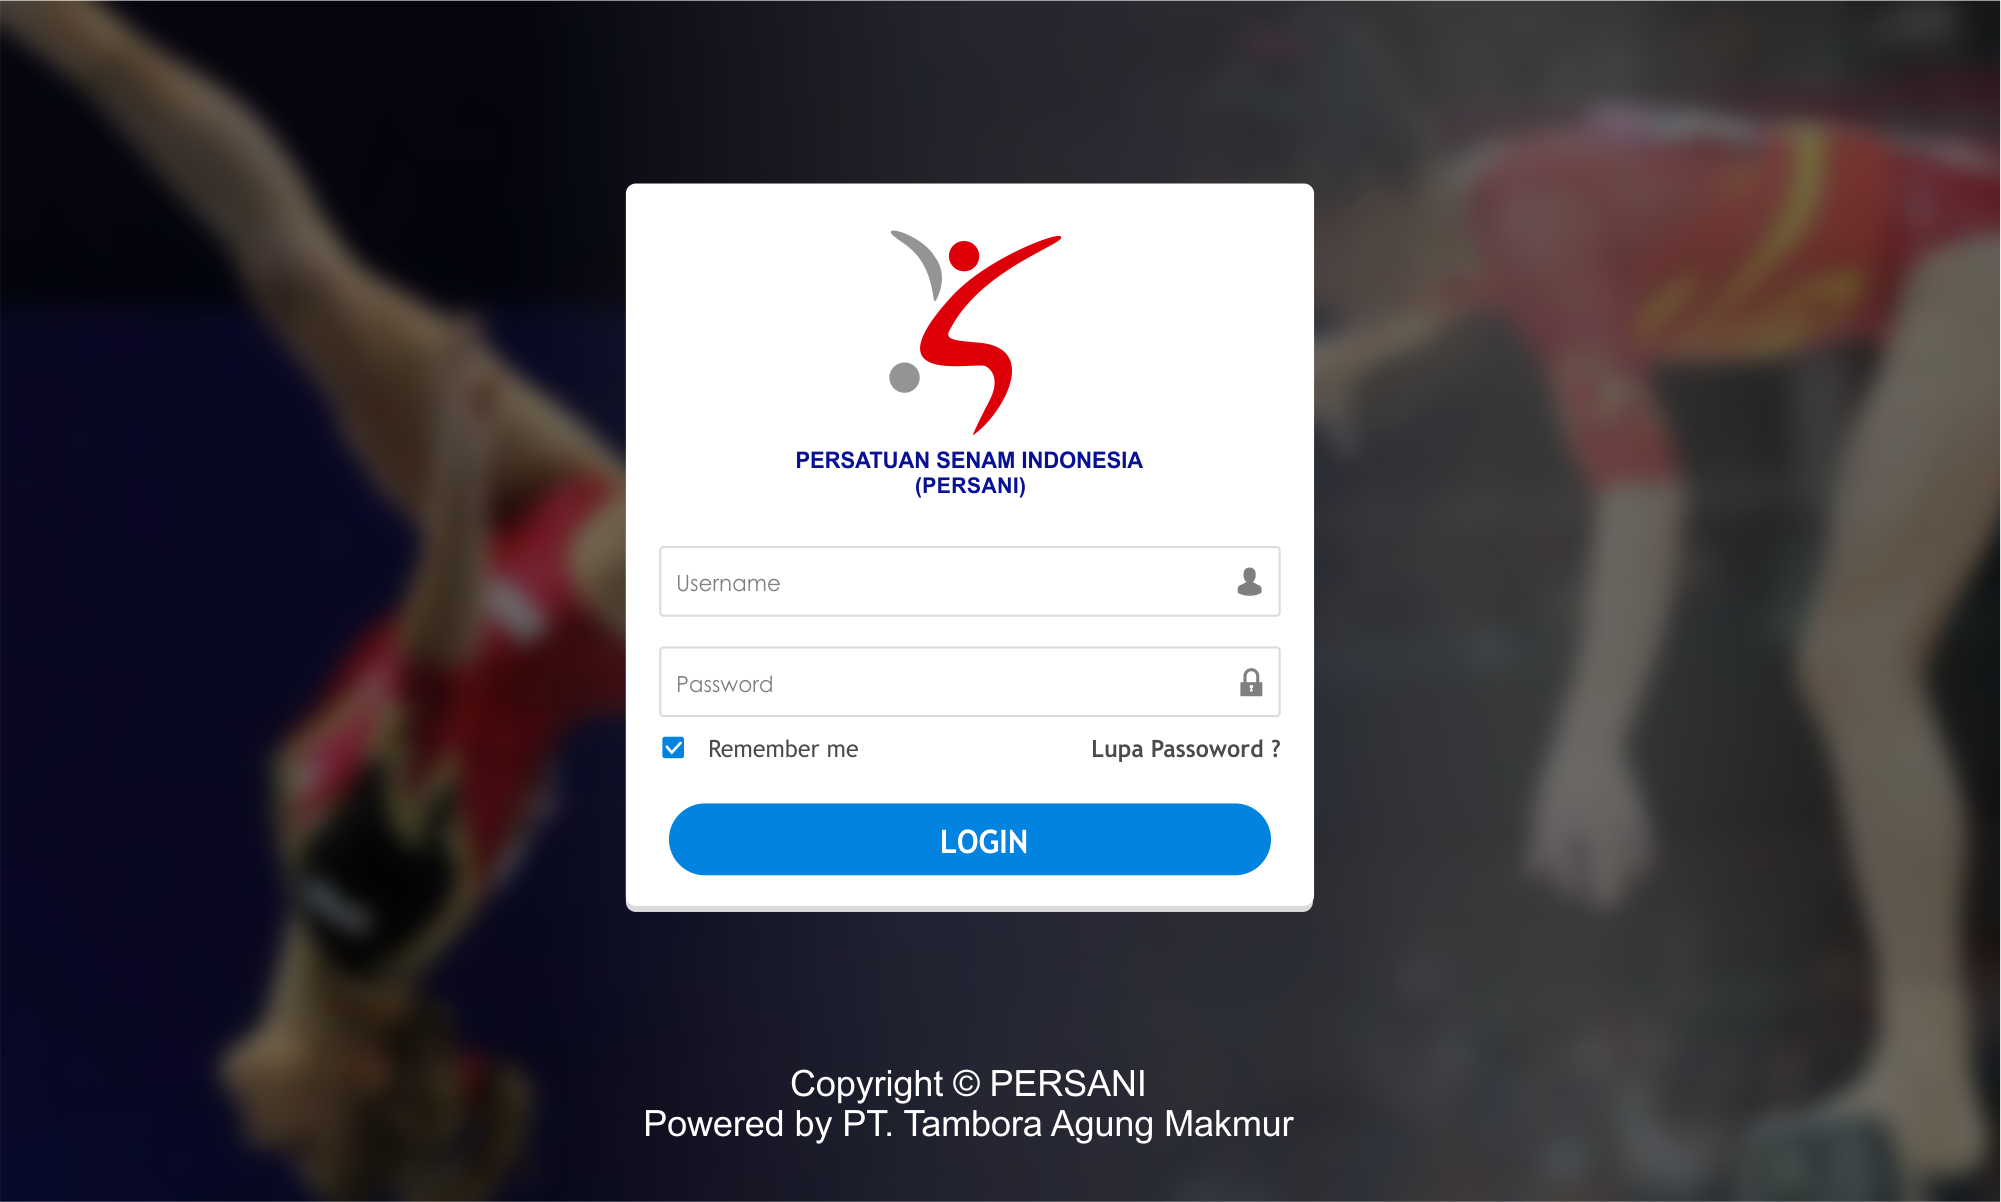 PERSATUAN SENAM INDONESIA
(PERSANI)
Username
Password
Remember me
Lupa Passoword ?
LOGIN
Copyright © PERSANI
Powered by PT. Tambora Agung Makmur